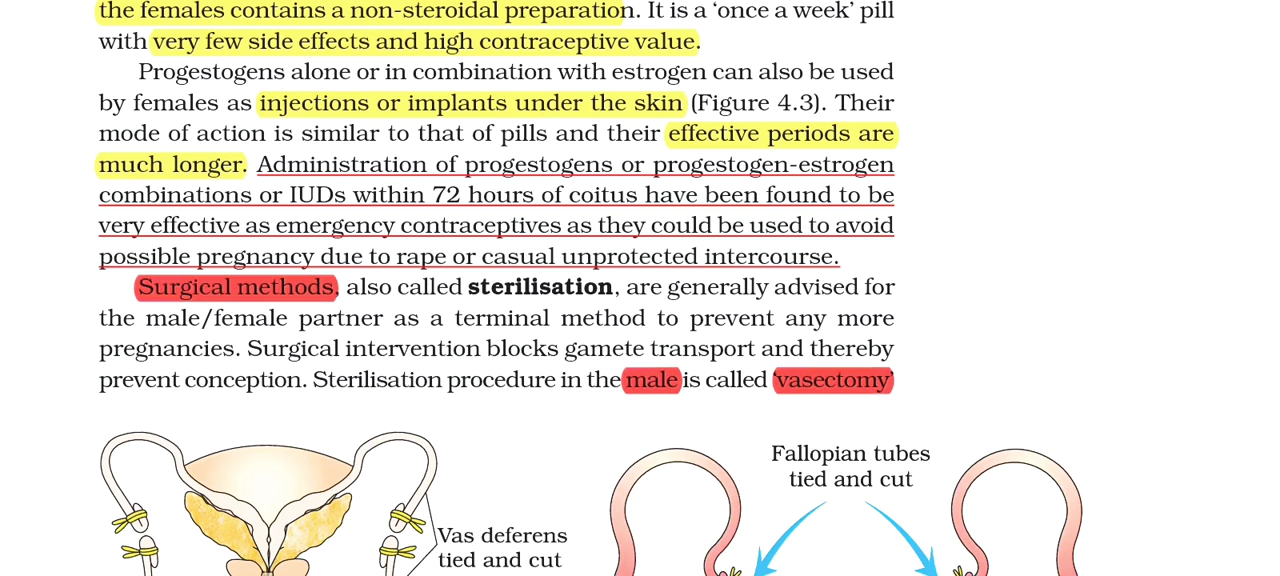 the females contains a non-steroidal preparation. It is a ‘once a week’ pill
with very few side effects and high contraceptive value.
Progestogens alone or in combination with estrogen can also be used
by females as injections or implants under the skin (Figure 4.3). Their
mode of action is similar to that of pills and their effective periods are
much longer. Administration of progestogens or progestogen-estrogen
combinations or IUDs within 72 hours of coitus have been found to be
very effective as emergency contraceptives as they could be used to avoid
possible pregnancy due to rape or casual unprotected intercourse.
Surgical methods, also called sterilisation, are generally advised for
the male/female partner as a terminal method to prevent any more
pregnancies. Surgical intervention blocks gamete transport and thereby
prevent conception. Sterilisation procedure in the male is called ‘vasectomy’
Fallopian tubes
tied and cut
Vas deferens
tied and cut